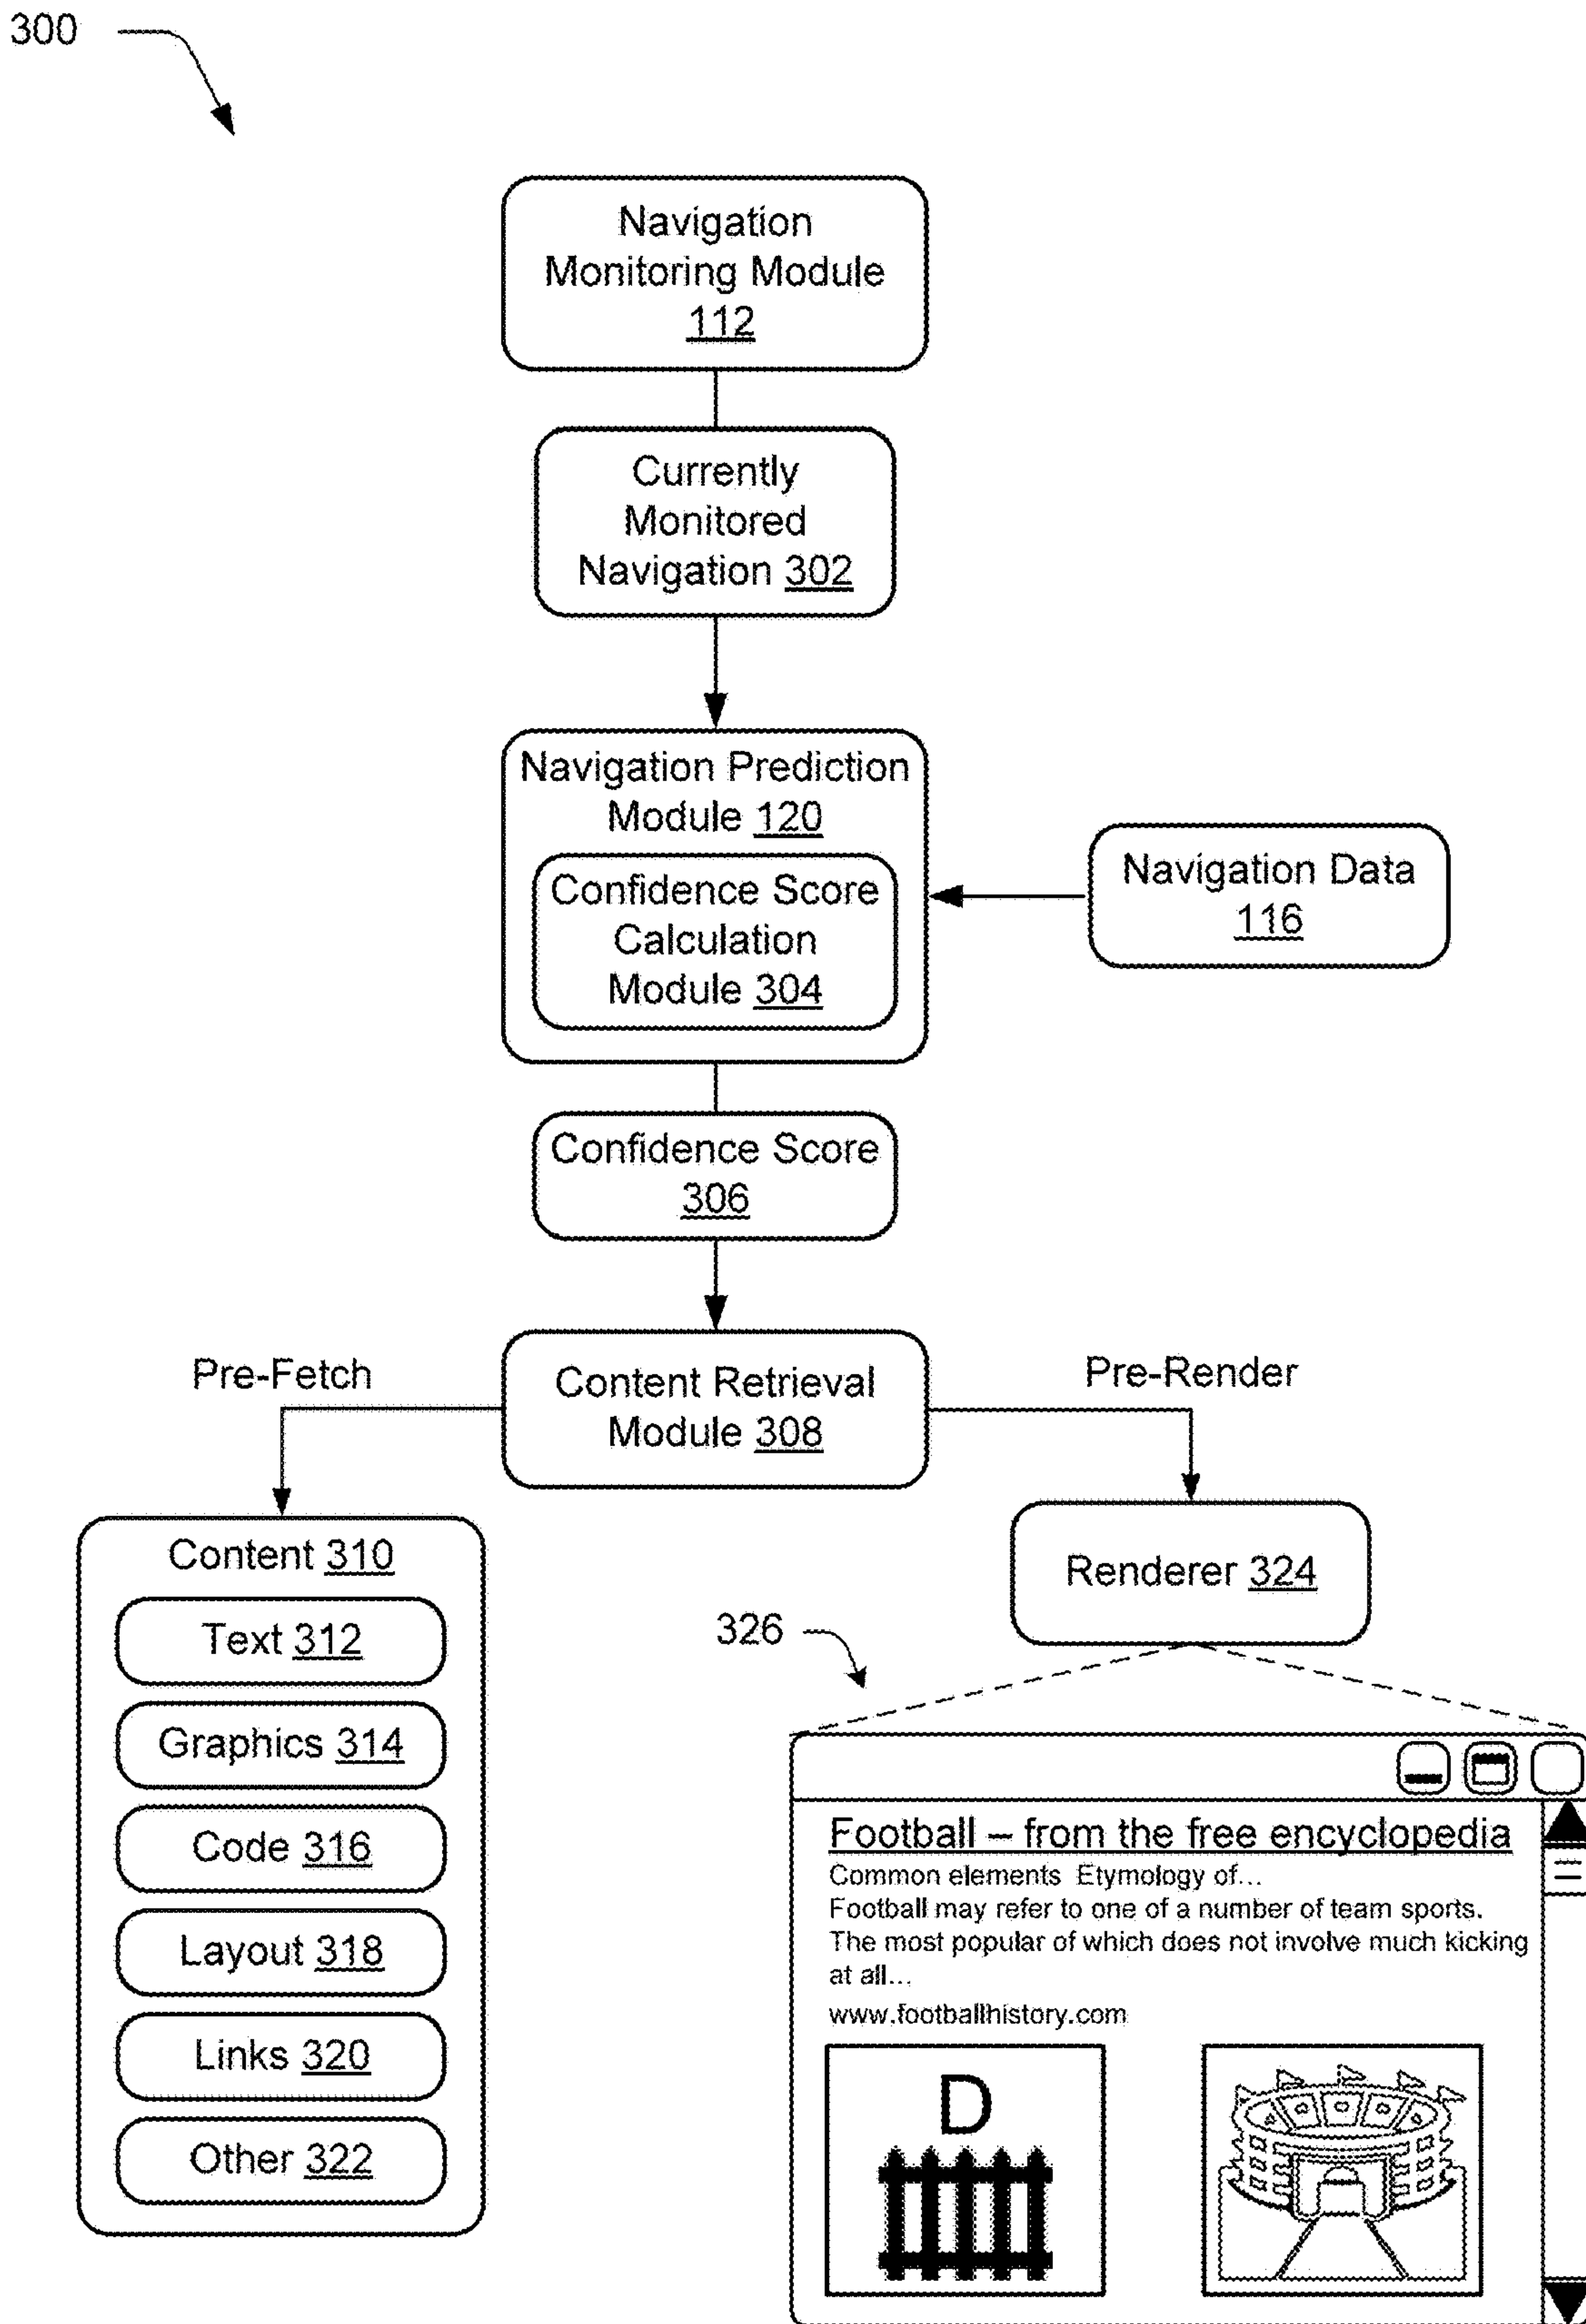 300
Navigation
Monitoring Module
112
Currently
Monitored
Navigation 302
Navigation Prediction
Module 120
Confidence Score
Calculation
Module 304
Navigation Data
116
Confidence Score
306
Pre-Fetch
Content Retrieval
Module 308
Pre-Render
Content 310
Text 312
Graphics 314
Code 316
Layout 318
Links 320
Other 322
Renderer 324
326
Football – from the free encyclopedia
Common elements Etymology of...
Football may refer to one of a number of team sports.
The most popular of which does not involve much kicking
at all...
www.footballhistory.com
D